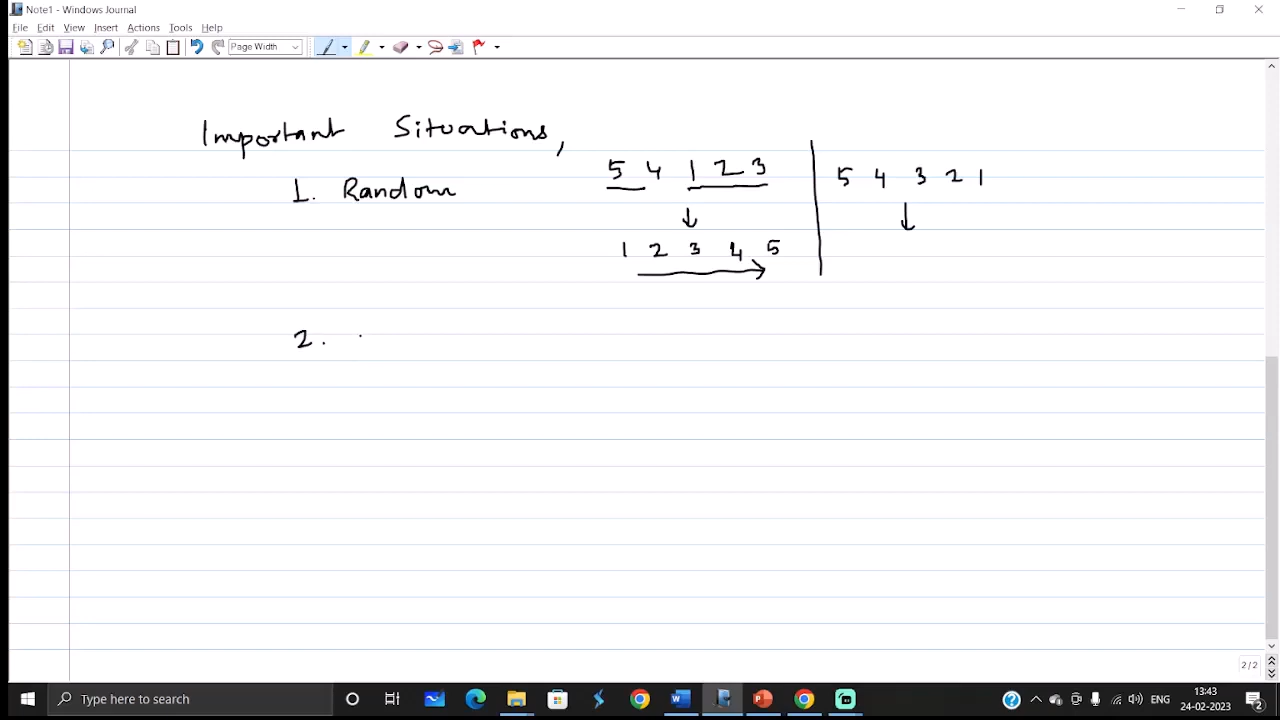 Note1 - Windows Journal
File Edit View Insert Actions Tools Help
Page Width
Important Situations,
1. Random
5 4 1 2 3
1 2 3 4 5
5 4 3 2 1
2.
2/2
Type here to search
ENG
13:43
24-02-2023
2